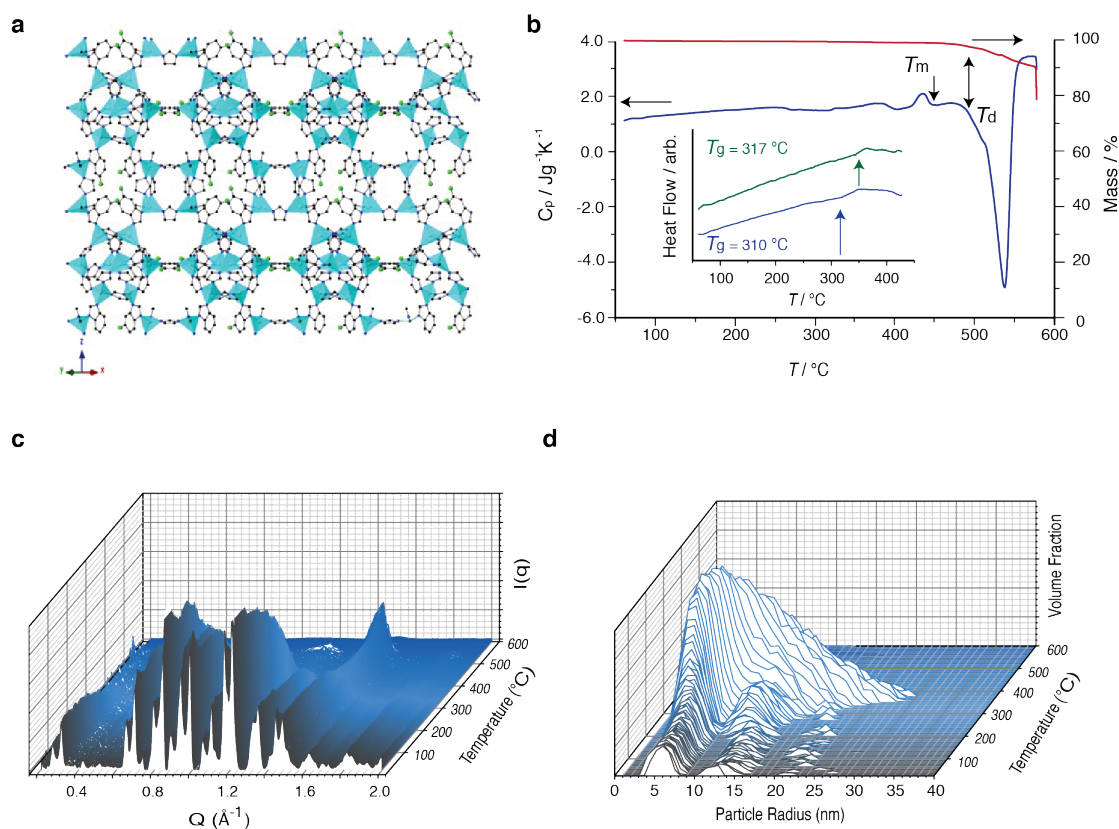 a
z
y
x
b
4.0
2.0
0.0
-2.0
-4.0
-6.0
Cp / Jg⁻¹K⁻¹
100
200
300
400
500
600
T / °C
100
80
60
40
20
0
Mass / %
Tm
Td
Tg = 317 °C
Tg = 310 °C
Heat Flow / arb.
100
200
300
400
T / °C
c
I(q)
600
500
400
300
200
100
Temperature (°C)
0.4
0.8
1.2
1.6
2.0
Q (Å⁻¹)
d
Volume Fraction
600
500
400
300
200
100
Temperature (°C)
0
5
10
15
20
25
30
35
40
Particle Radius (nm)